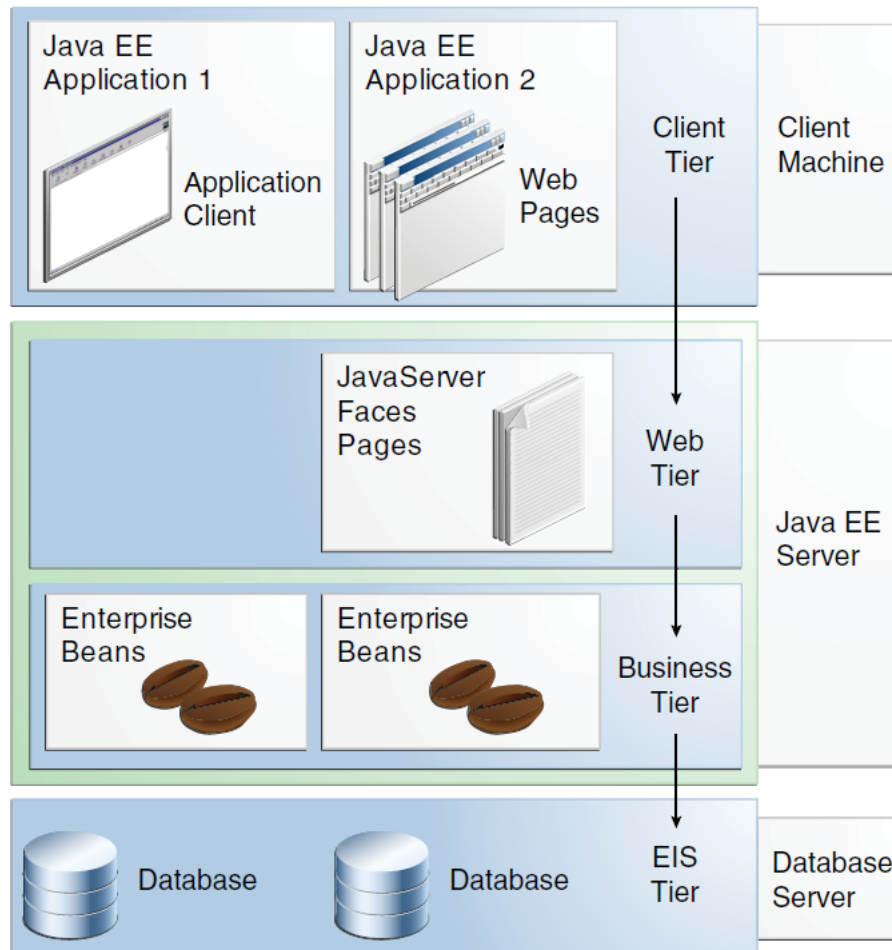 Java EE
Application 1
Application
Client
Java EE
Application 2
Web
Pages
Client
Tier
Client
Machine
JavaServer
Faces
Pages
Web
Tier
Java EE
Server
Enterprise
Beans
Enterprise
Beans
Business
Tier
Database
Database
EIS
Tier
Database
Server